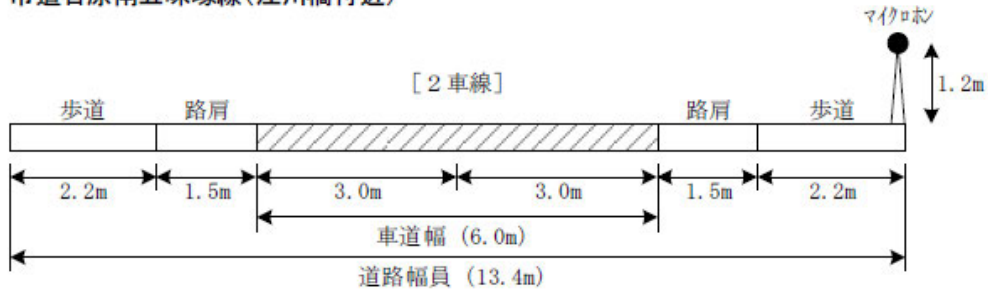 マイクロホン
[2車線]
1.2m
歩道 路肩 路肩 歩道
2.2m 1.5m 3.0m 3.0m 1.5m 2.2m
車道幅 (6.0m)
道路幅員 (13.4m)